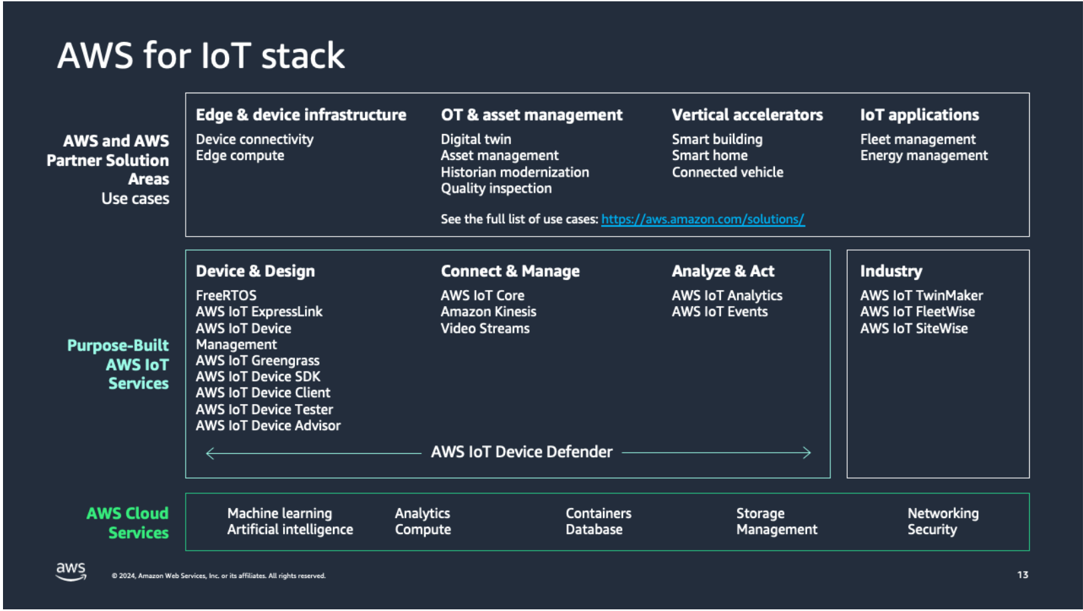 AWS for IoT stack
AWS and AWS
Partner Solution
Areas
Use cases
Edge & device infrastructure
Device connectivity
Edge compute
OT & asset management
Digital twin
Asset management
Historian modernization
Quality inspection
Vertical accelerators
Smart building
Smart home
Connected vehicle
IoT applications
Fleet management
Energy management
See the full list of use cases: https://aws.amazon.com/solutions/
Purpose-Built
AWS IoT
Services
Device & Design
FreeRTOS
AWS IoT ExpressLink
AWS IoT Device
Management
AWS IoT Greengrass
AWS IoT Device SDK
AWS IoT Device Client
AWS IoT Device Tester
AWS IoT Device Advisor
Connect & Manage
AWS IoT Core
Amazon Kinesis
Video Streams
Analyze & Act
AWS IoT Analytics
AWS IoT Events
AWS IoT Device Defender
Industry
AWS IoT TwinMaker
AWS IoT FleetWise
AWS IoT SiteWise
AWS Cloud
Services
Machine learning
Artificial intelligence
Analytics
Compute
Containers
Database
Storage
Management
Networking
Security
aws
© 2024, Amazon Web Services, Inc. or its affiliates. All rights reserved.
13